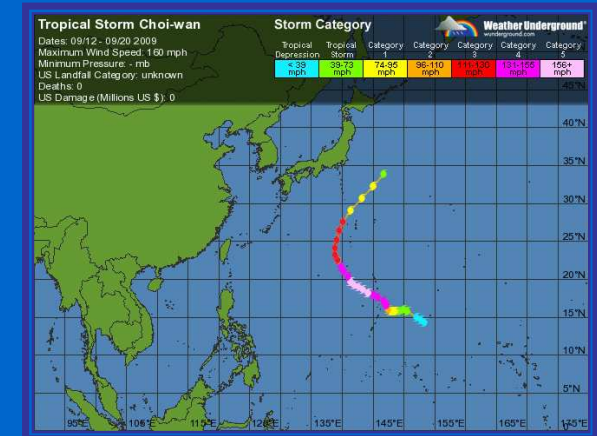 Tropical Storm Choi-wan
Dates: 09/12 - 09/20 2009
Maximum Wind Speed: 160 mph
Minimum Pressure: - mb
US Landfall Category: unknown
Deaths: 0
US Damage (Millions US $): 0
Storm Category
Weather Underground®
wunderground.com
Tropical Depression < 39 mph
Tropical Storm 39-73 mph
Category 1 74-95 mph
Category 2 96-110 mph
Category 3 111-130 mph
Category 4 131-155 mph
Category 5 156+ mph
45°N
40°N
35°N
30°N
25°N
20°N
15°N
10°N
5°N
95°E 105°E 115°E 125°E 135°E 145°E 155°E 165°E 175°E